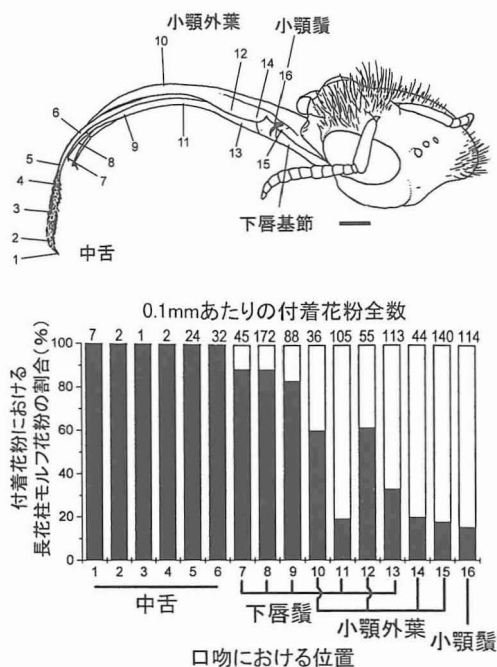 小顎外葉 小顎鬚
10 12 14 16
6 9 11 13 15
5 8
4 7
3
2
1 中舌 下唇基節
0.1mmあたりの付着花粉全数
7 2 1 2 24 32 45 172 88 36 105 55 113 44 140 114
付着花粉における
長花柱モルフ花粉の割合(%)
100
80
60
40
20
0
1 2 3 4 5 6 7 8 9 10 11 12 13 14 15 16
中舌 下唇鬚
小顎外葉 小顎鬚
口吻における位置